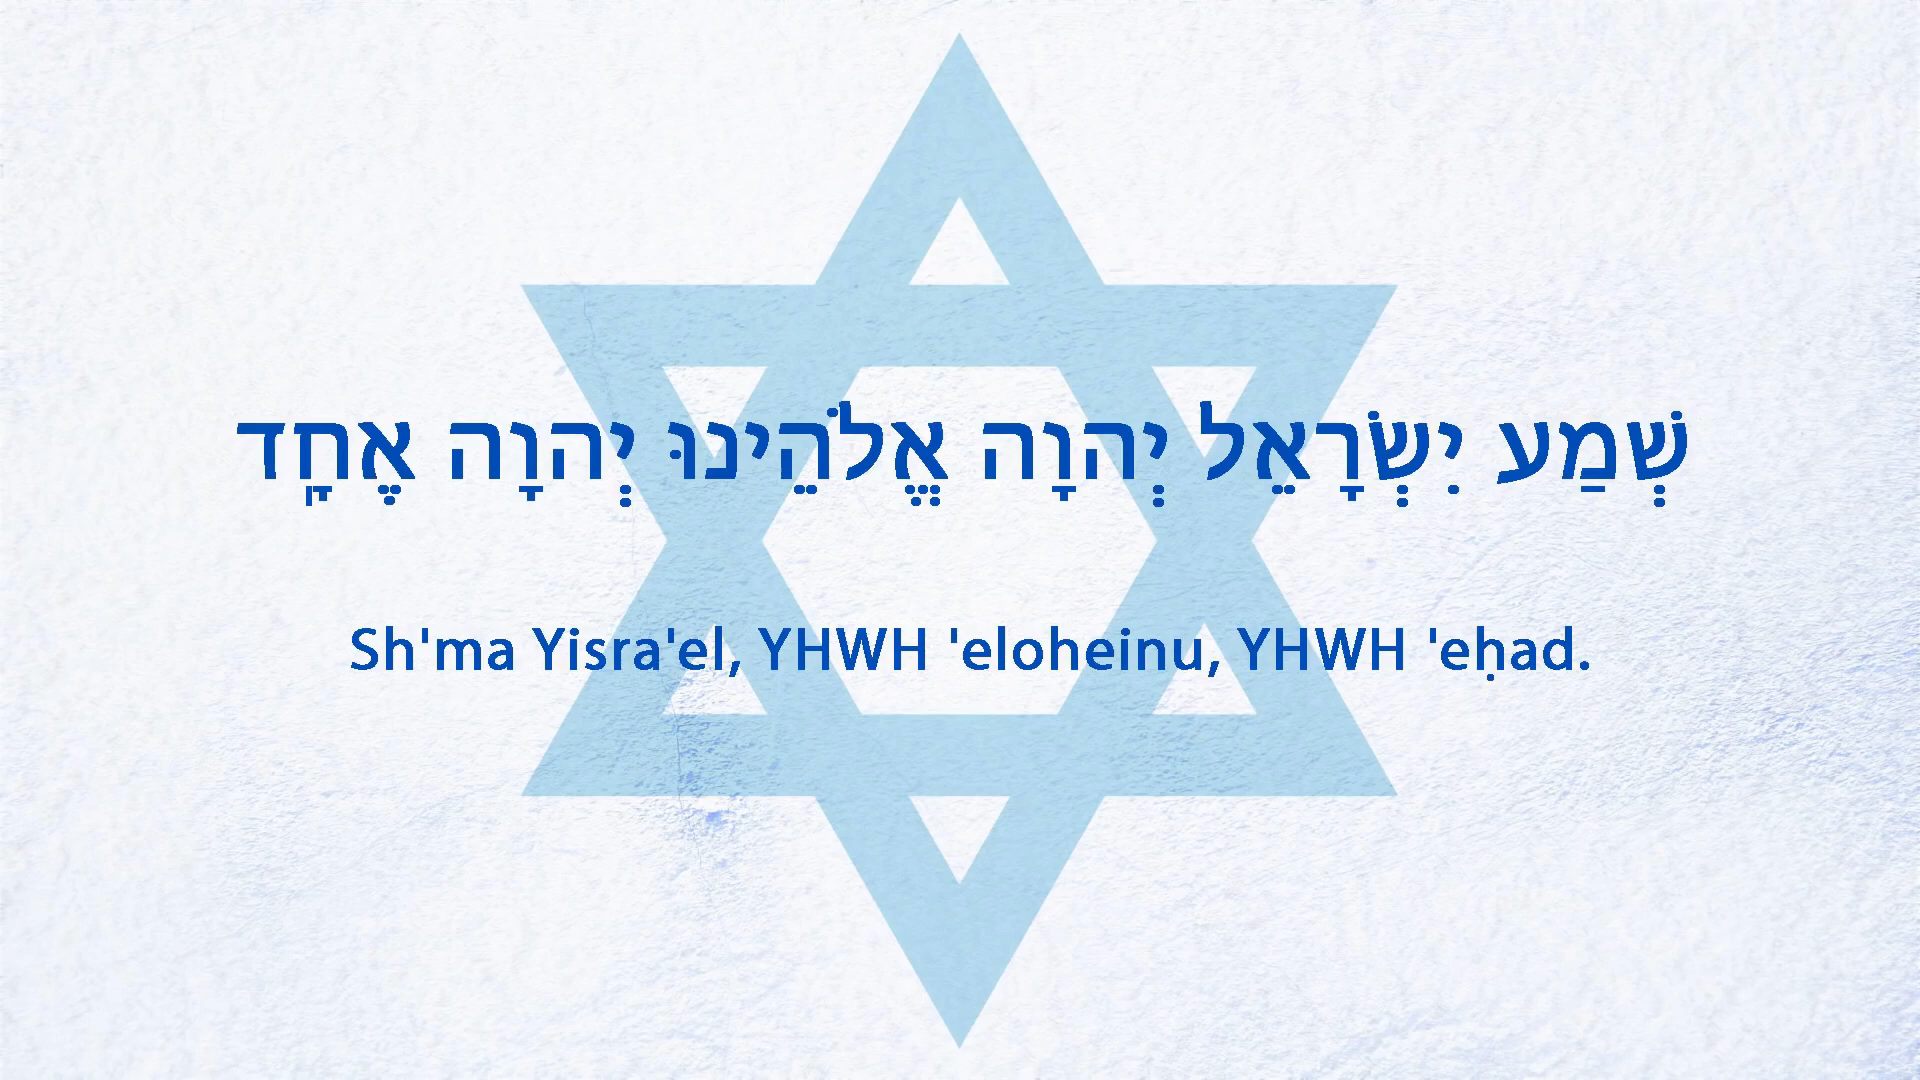 שְׁמַע יִשְׂרָאֵל יְהוָה אֱלֹהֵינוּ יְהוָה אֶחָֽד
Sh'ma Yisra'el, YHWH 'eloheinu, YHWH 'eḥad.